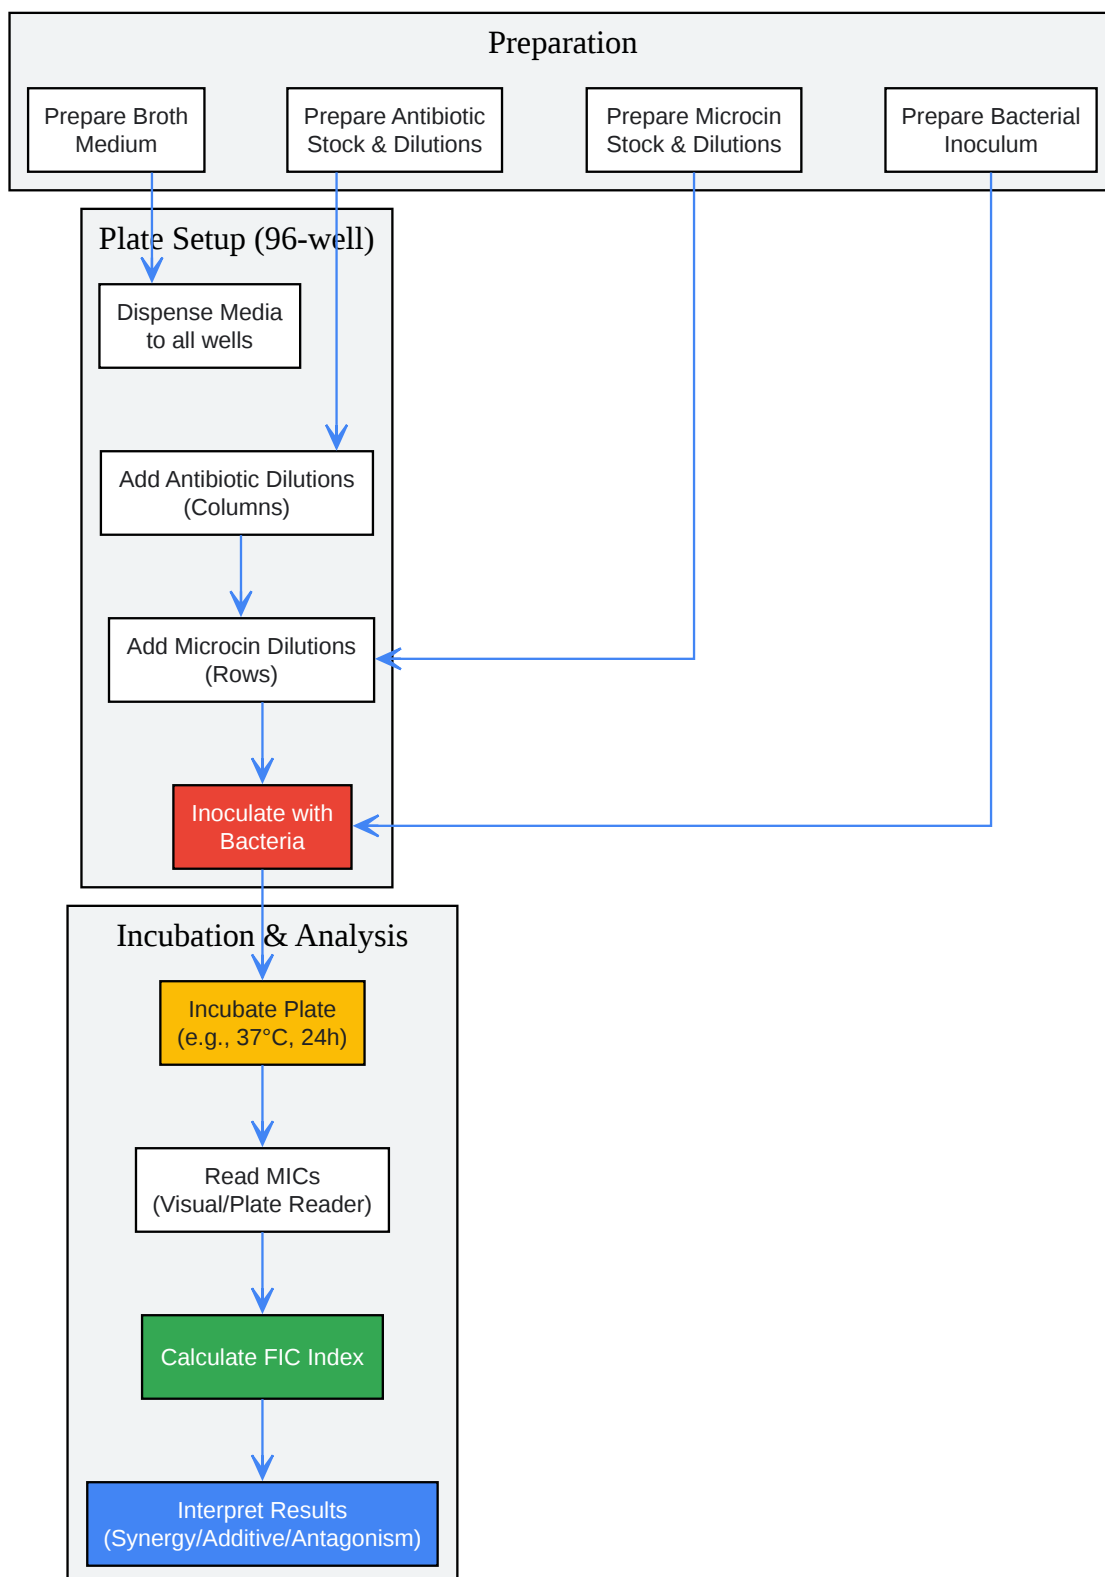 Preparation
Prepare Broth
Medium
Prepare Antibiotic
Stock & Dilutions
Prepare Microcin
Stock & Dilutions
Prepare Bacterial
Inoculum
Plate Setup (96-well)
Dispense Media
to all wells
Add Antibiotic Dilutions
(Columns)
Add Microcin Dilutions
(Rows)
Inoculate with
Bacteria
Incubation & Analysis
Incubate Plate
(e.g., 37°C, 24h)
Read MICs
(Visual/Plate Reader)
Calculate FIC Index
Interpret Results
(Synergy/Additive/Antagonism)